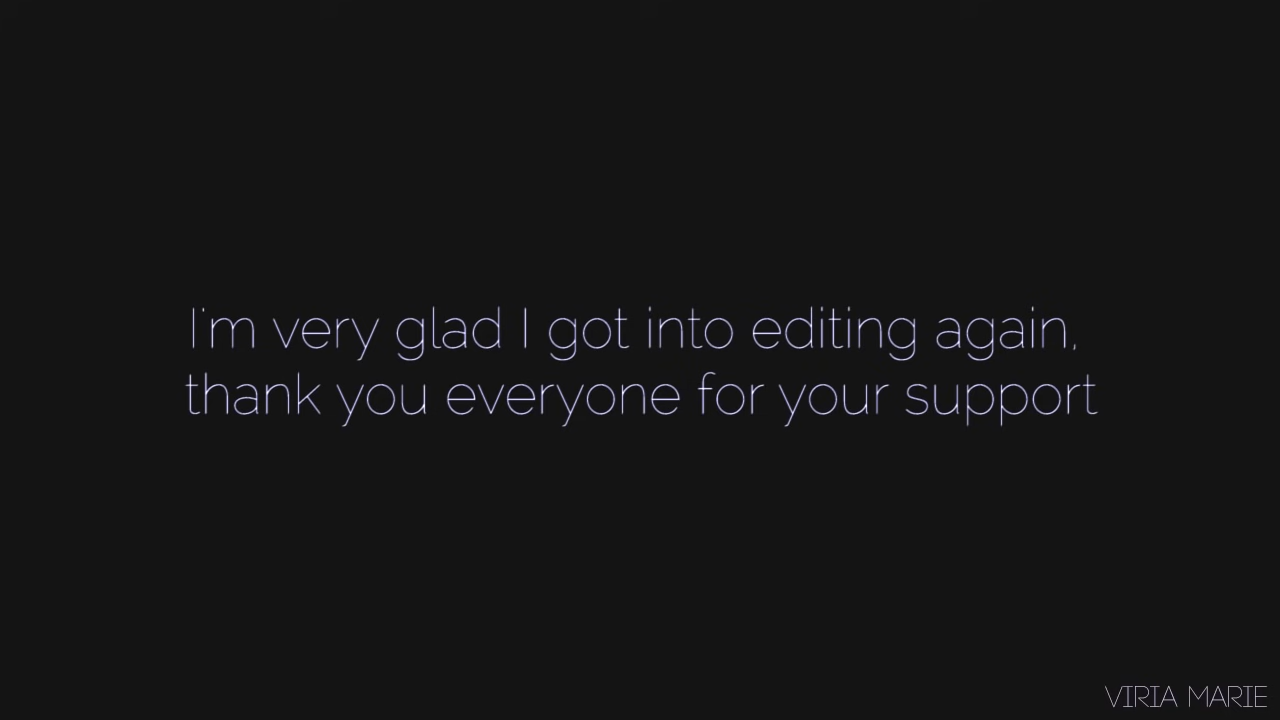 I'm very glad I got into editing again,
thank you everyone for your support
VIRIA MARIE